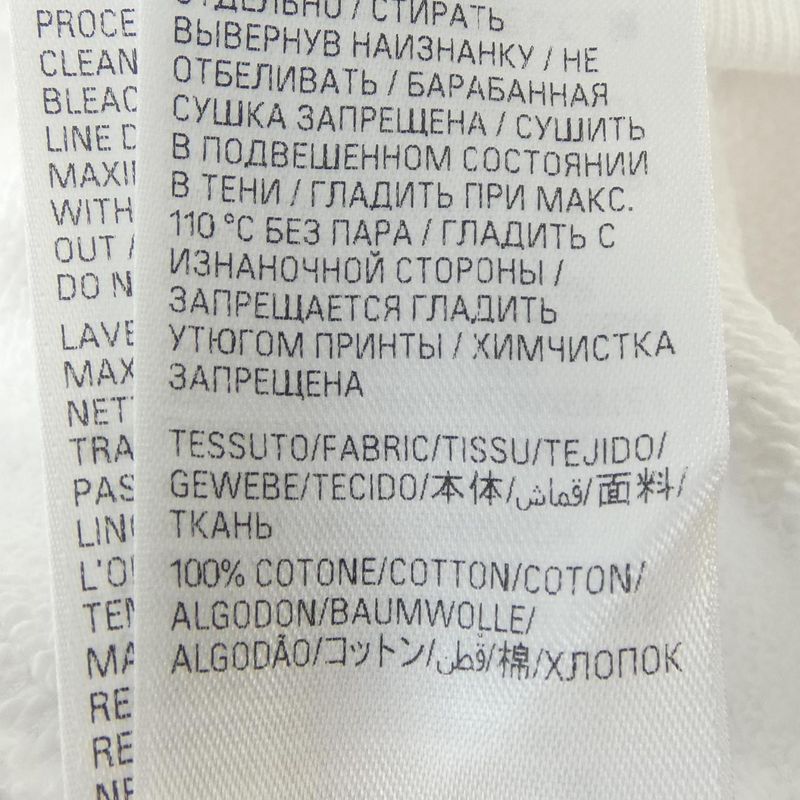 PROCE
CLEAN
BLEAC
LINE D
MAXI
WITH
OUT /
DO N
LAVE
MAX
NET
TRA
PAS
LIN
L'O
TEN
MA
RE
RE
NE
ОТДЕЛЬНО / СТИРАТЬ
ВЫВЕРНУВ НАИЗНАНКУ / НЕ
ОТБЕЛИВАТЬ / БАРАБАННАЯ
СУШКА ЗАПРЕЩЕНА / СУШИТЬ
В ПОДВЕШЕННОМ СОСТОЯНИИ
В ТЕНИ / ГЛАДИТЬ ПРИ МАКС.
110 °C БЕЗ ПАРА / ГЛАДИТЬ С
ИЗНАНОЧНОЙ СТОРОНЫ /
ЗАПРЕЩАЕТСЯ ГЛАДИТЬ
УТЮГОМ ПРИНТЫ / ХИМЧИСТКА
ЗАПРЕЩЕНА
TESSUTO/FABRIC/TISSU/TEJIDO/
GEWEBE/TECIDO/本体/قماش/面料/
ТКАНЬ
100% COTONE/COTTON/COTON/
ALGODON/BAUMWOLLE/
ALGODÃO/コットン/قطن/棉/ХЛОПОК